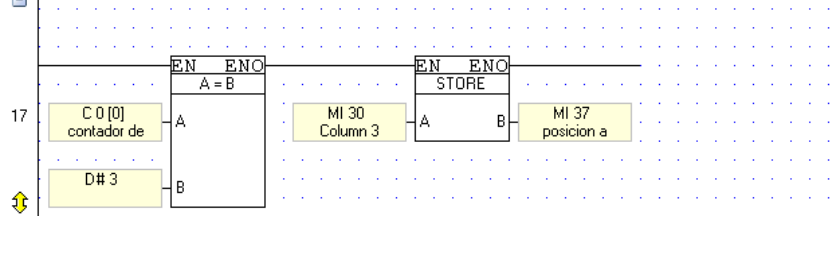 EN ENO
A = B
17
C 0 [0]
contador de
A
D# 3
B
MI 30
Column 3
EN ENO
STORE
A B
MI 37
posicion a